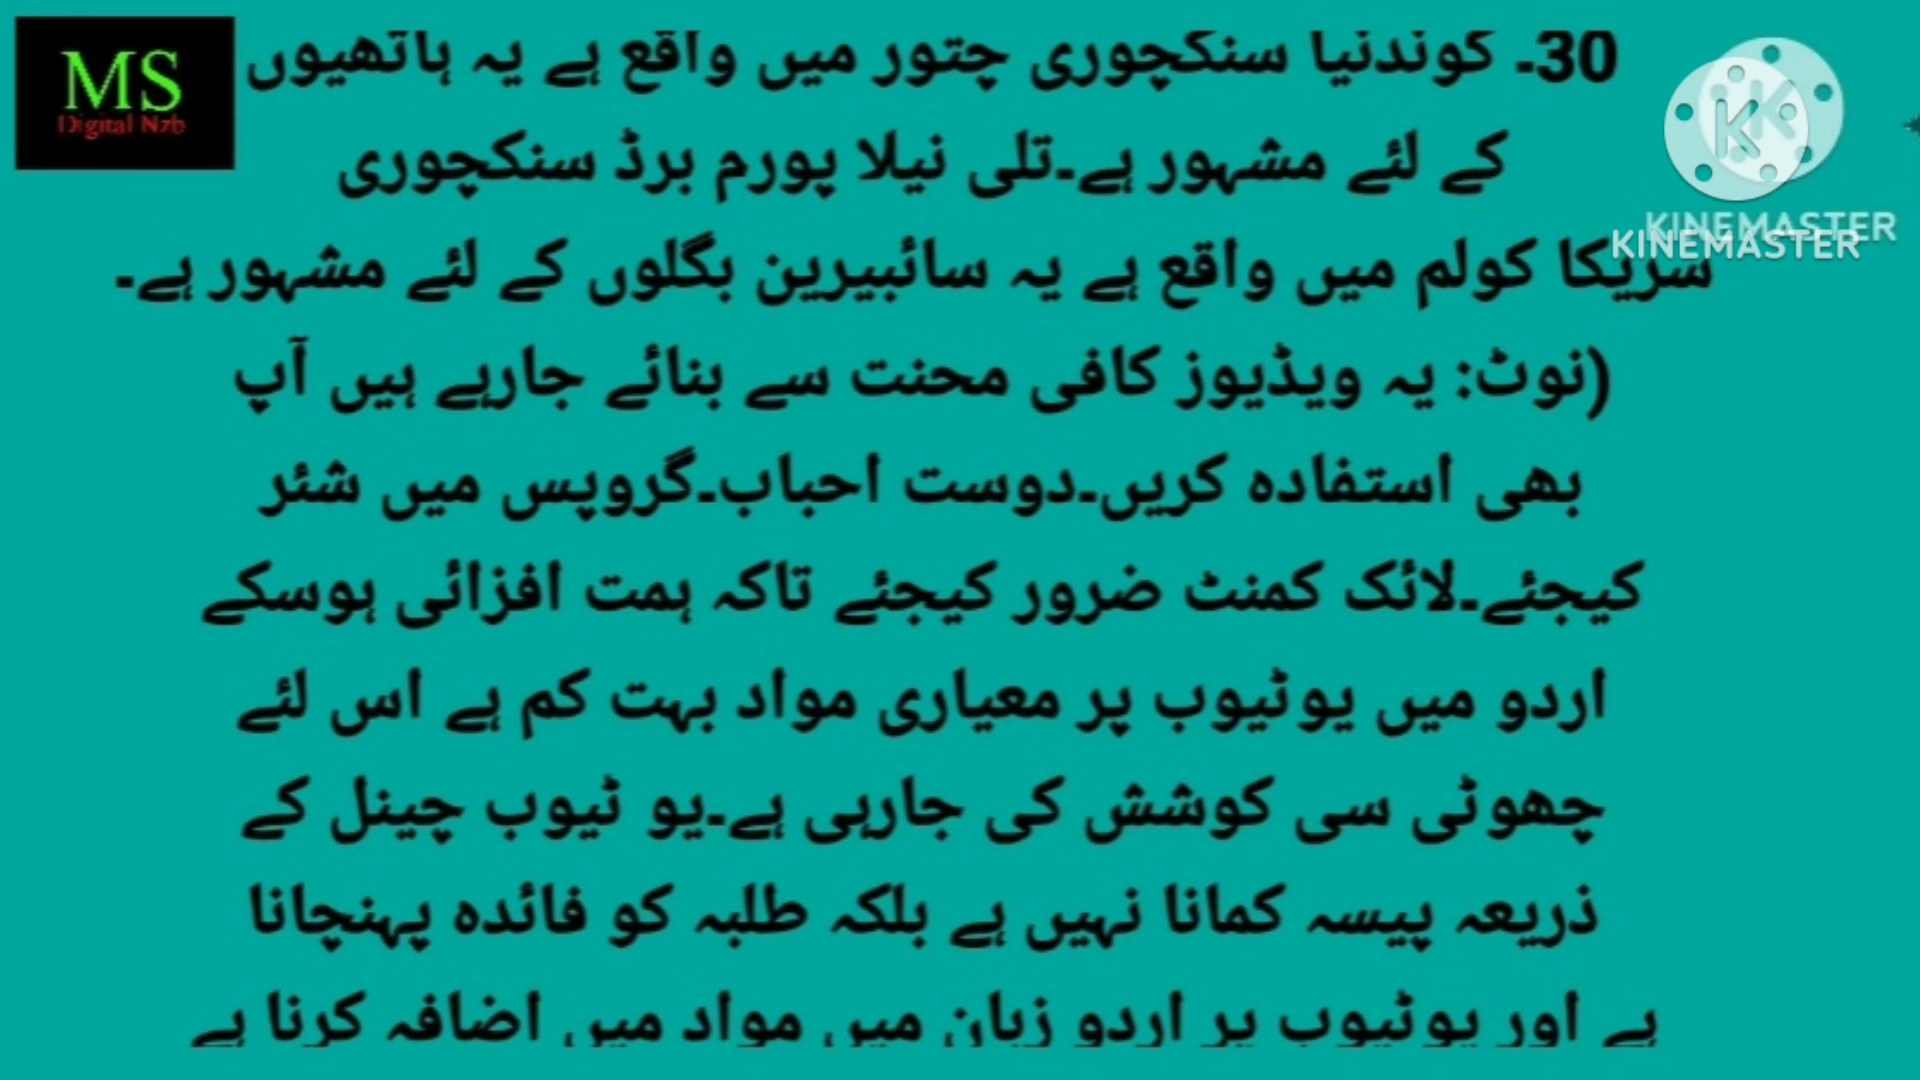 MS
Digital Nzb
30۔ کوندنیا سنکچوری چتور میں واقع ہے یہ ہاتھیوں
کے لئے مشہور ہے۔تلی نیلا پورم برڈ سنکچوری
KINEMASTER
KINEMASTER
سریکا کولم میں واقع ہے یہ سائبیرین بگلوں کے لئے مشہور ہے۔
(نوٹ: یہ ویڈیوز کافی محنت سے بنائے جارہے ہیں آپ
بھی استفادہ کریں۔دوست احباب۔گروپس میں شئر
کیجئے۔لائک کمنٹ ضرور کیجئے تاکہ ہمت افزائی ہوسکے
اردو میں یوٹیوب پر معیاری مواد بہت کم ہے اس لئے
چھوٹی سی کوشش کی جارہی ہے۔یو ٹیوب چینل کے
ذریعہ پیسہ کمانا نہیں ہے بلکہ طلبہ کو فائدہ پہنچانا
ہے اور یوٹیوب پر اردو زبان میں مواد میں اضافہ کرنا ہے